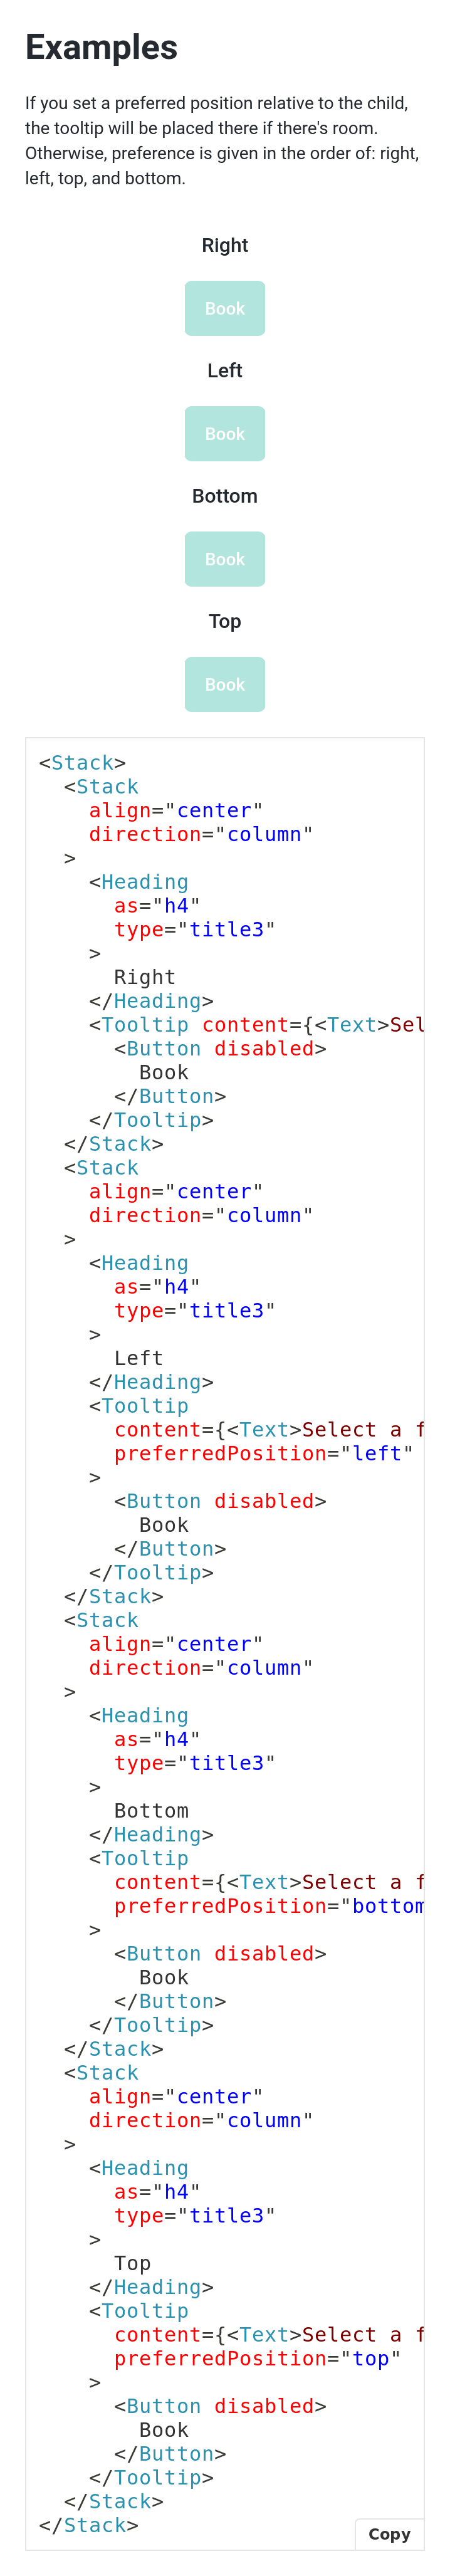 Examples
If you set a preferred position relative to the child,
the tooltip will be placed there if there's room.
Otherwise, preference is given in the order of: right,
left, top, and bottom.
Right
Book
Left
Book
Bottom
Book
Top
Book
<Stack>
  <Stack
    align="center"
    direction="column"
  >
    <Heading
      as="h4"
      type="title3"
    >
      Right
    </Heading>
    <Tooltip content={<Text>Sel
      <Button disabled>
        Book
      </Button>
    </Tooltip>
  </Stack>
  <Stack
    align="center"
    direction="column"
  >
    <Heading
      as="h4"
      type="title3"
    >
      Left
    </Heading>
    <Tooltip
      content={<Text>Select a f
      preferredPosition="left"
    >
      <Button disabled>
        Book
      </Button>
    </Tooltip>
  </Stack>
  <Stack
    align="center"
    direction="column"
  >
    <Heading
      as="h4"
      type="title3"
    >
      Bottom
    </Heading>
    <Tooltip
      content={<Text>Select a f
      preferredPosition="bottom
    >
      <Button disabled>
        Book
      </Button>
    </Tooltip>
  </Stack>
  <Stack
    align="center"
    direction="column"
  >
    <Heading
      as="h4"
      type="title3"
    >
      Top
    </Heading>
    <Tooltip
      content={<Text>Select a f
      preferredPosition="top"
    >
      <Button disabled>
        Book
      </Button>
    </Tooltip>
  </Stack>
</Stack>
Copy